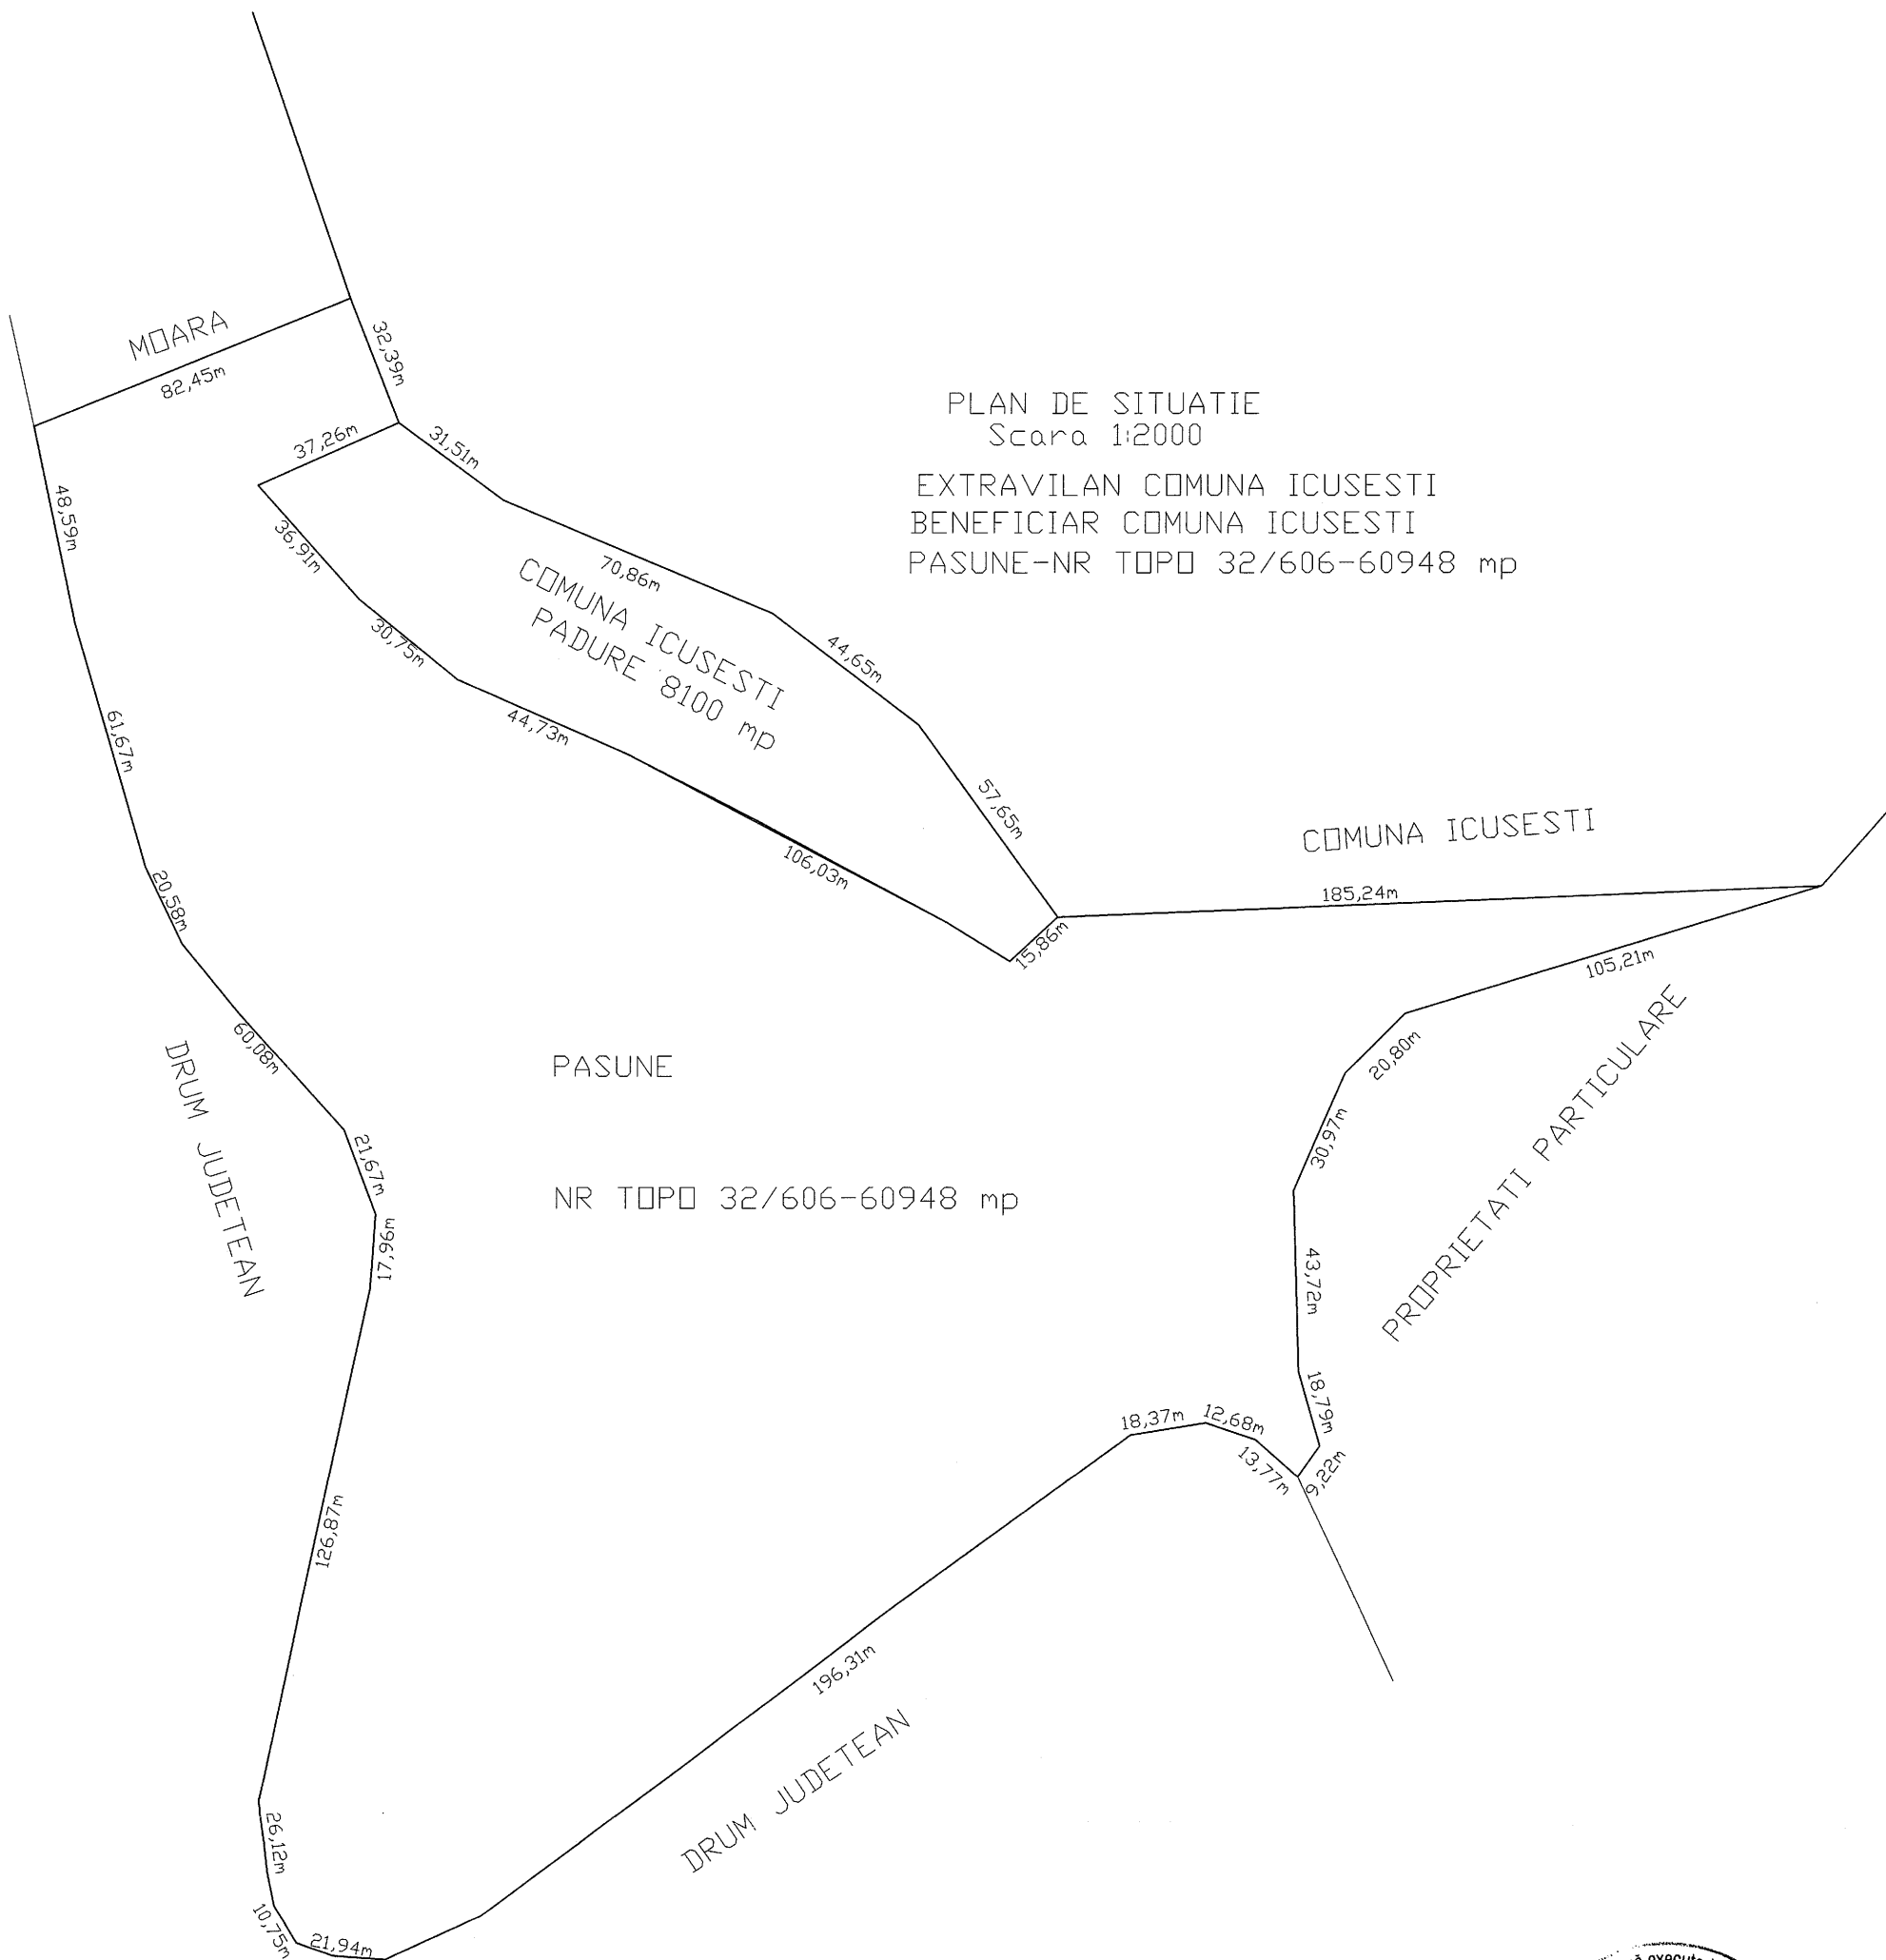 MOARA
82,45m
32,39m
37,26m
31,51m
PLAN DE SITUATIE
Scara 1:2000
EXTRAVILAN COMUNA ICUSESTI
BENEFICIAR COMUNA ICUSESTI
PASUNE-NR TOPO 32/606-60948 mp
48,59m
36,91m
70,86m
COMUNA ICUSESTI
PADURE 8100 mp
30,75m
44,65m
44,73m
61,67m
57,65m
106,03m
COMUNA ICUSESTI
185,24m
20,58m
15,86m
105,21m
60,08m
20,80m
DRUM JUDETEAN
PASUNE
30,97m
PROPRIETATI PARTICULARE
21,67m
NR TOPO 32/606-60948 mp
17,96m
43,72m
18,79m
18,37m
12,68m
13,77m
9,22m
126,87m
196,31m
DRUM JUDETEAN
26,12m
10,75m
21,94m